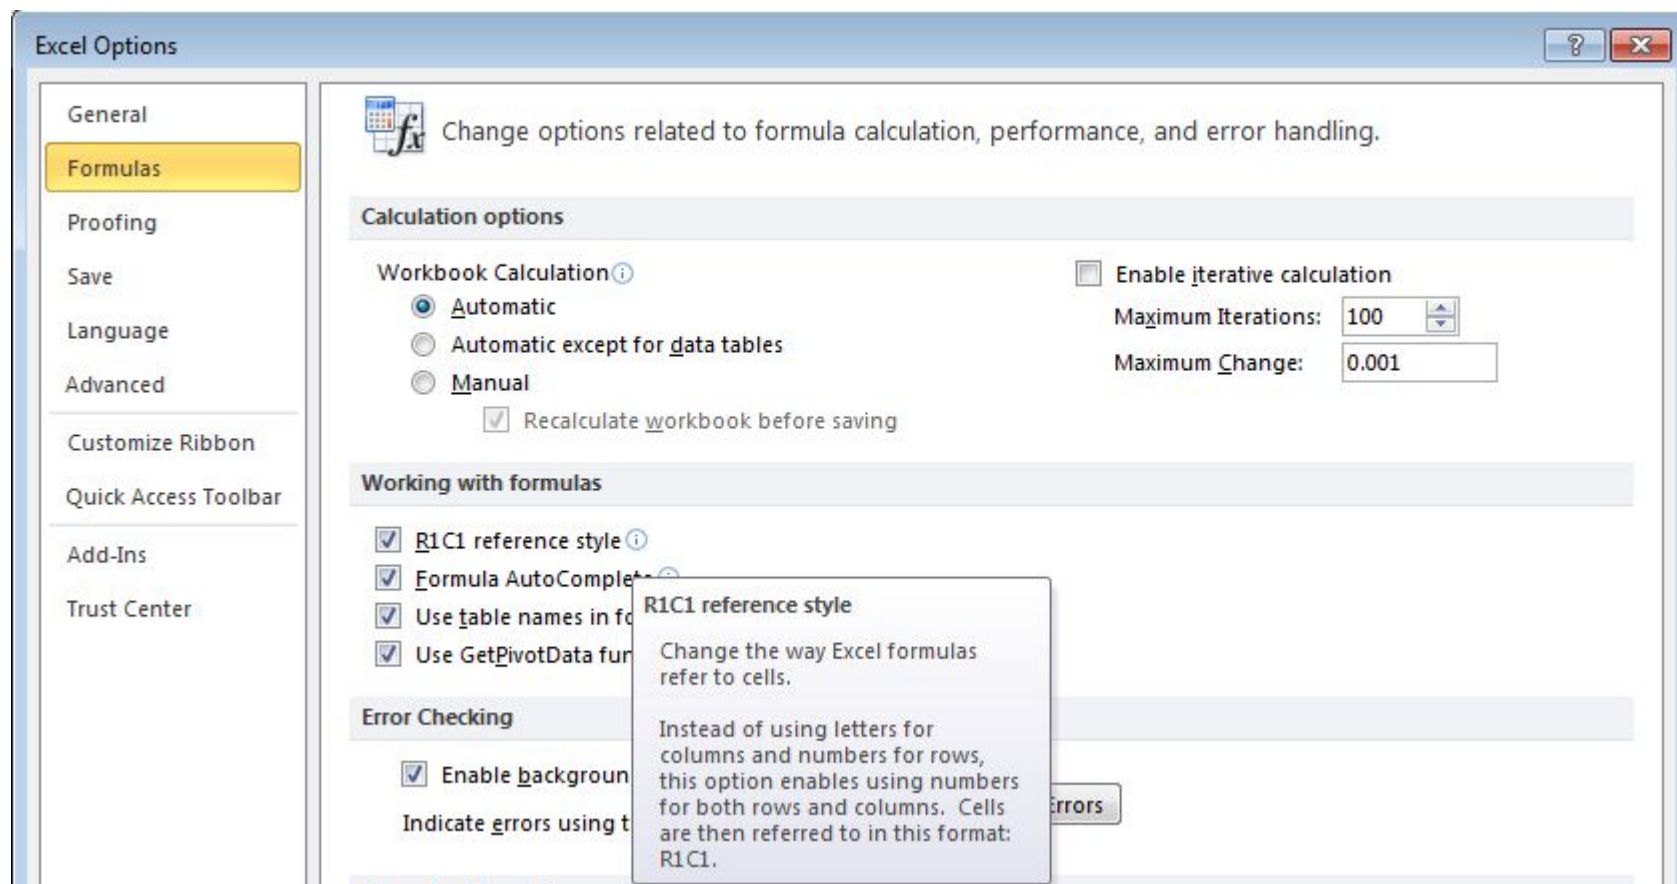 Excel Options
General
Formulas
Proofing
Save
Language
Advanced
Customize Ribbon
Quick Access Toolbar
Add-Ins
Trust Center
Change options related to formula calculation, performance, and error handling.
Calculation options
Workbook Calculation
Automatic
Automatic except for data tables
Manual
Recalculate workbook before saving
Enable iterative calculation
Maximum Iterations: 100
Maximum Change: 0.001
Working with formulas
R1C1 reference style
Formula AutoComplete
Use table names in fo
Use GetPivotData fun
R1C1 reference style
Change the way Excel formulas
refer to cells.
Instead of using letters for
columns and numbers for rows,
this option enables using numbers
for both rows and columns. Cells
are then referred to in this format:
R1C1.
Error Checking
Enable backgroun
Indicate errors using t
Errors